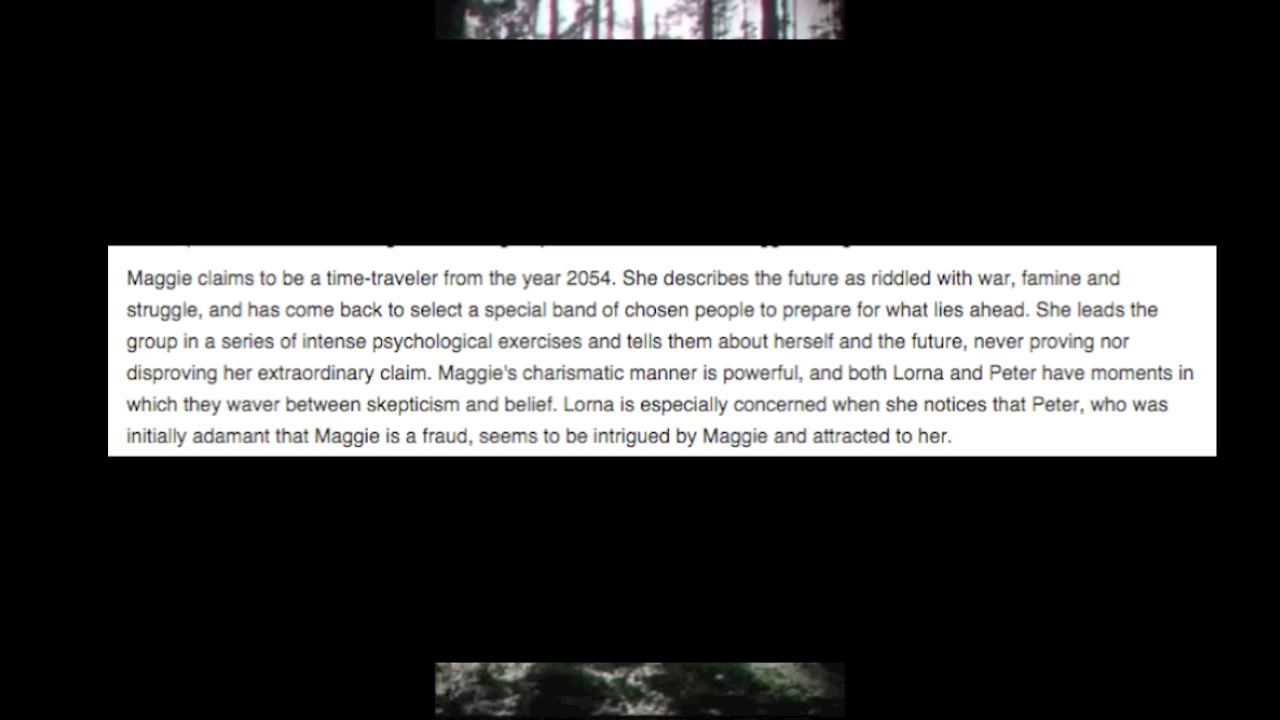 Maggie claims to be a time-traveler from the year 2054. She describes the future as riddled with war, famine and
struggle, and has come back to select a special band of chosen people to prepare for what lies ahead. She leads the
group in a series of intense psychological exercises and tells them about herself and the future, never proving nor
disproving her extraordinary claim. Maggie's charismatic manner is powerful, and both Lorna and Peter have moments in
which they waver between skepticism and belief. Lorna is especially concerned when she notices that Peter, who was
initially adamant that Maggie is a fraud, seems to be intrigued by Maggie and attracted to her.